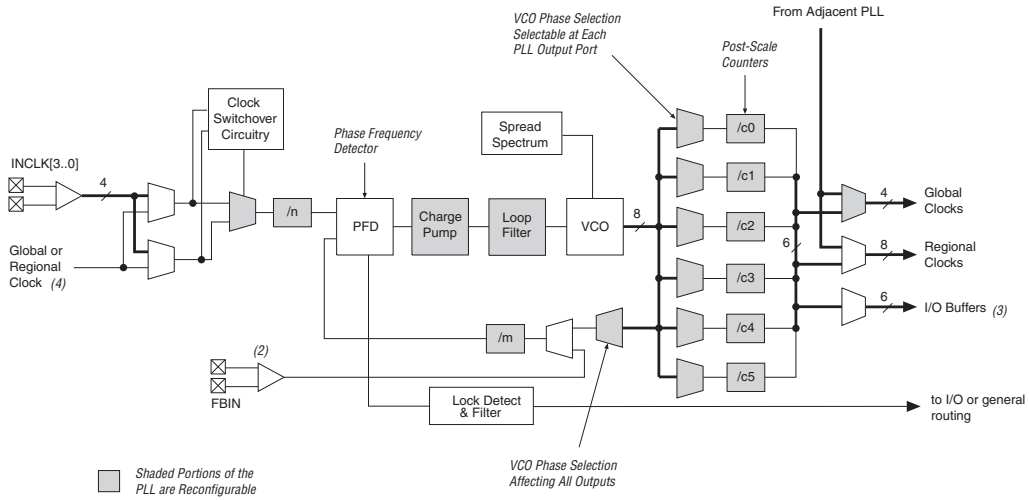 From Adjacent PLL
VCO Phase Selection
Selectable at Each
PLL Output Port
Post-Scale
Counters
Clock
Switchover
Circuitry
Phase Frequency
Detector
Spread
Spectrum
/c0
INCLK[3..0]
4
/c1
4
Global
Clocks
/n
PFD
Charge
Pump
Loop
Filter
VCO
8
/c2
6
8
Regional
Clocks
Global or
Regional
Clock (4)
/c3
6
I/O Buffers (3)
/m
/c4
(2)
FBIN
/c5
Lock Detect
& Filter
to I/O or general
routing
VCO Phase Selection
Affecting All Outputs
Shaded Portions of the
PLL are Reconfigurable